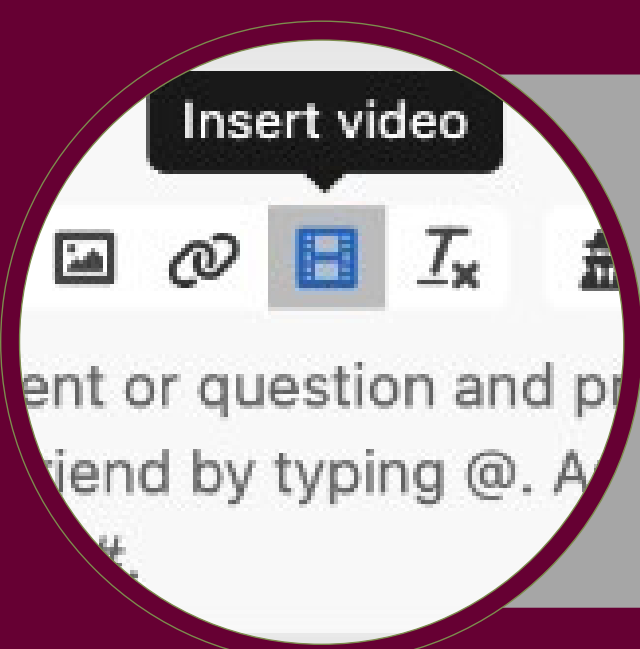 Insert video
ent or question and pr
riend by typing @. A
#.